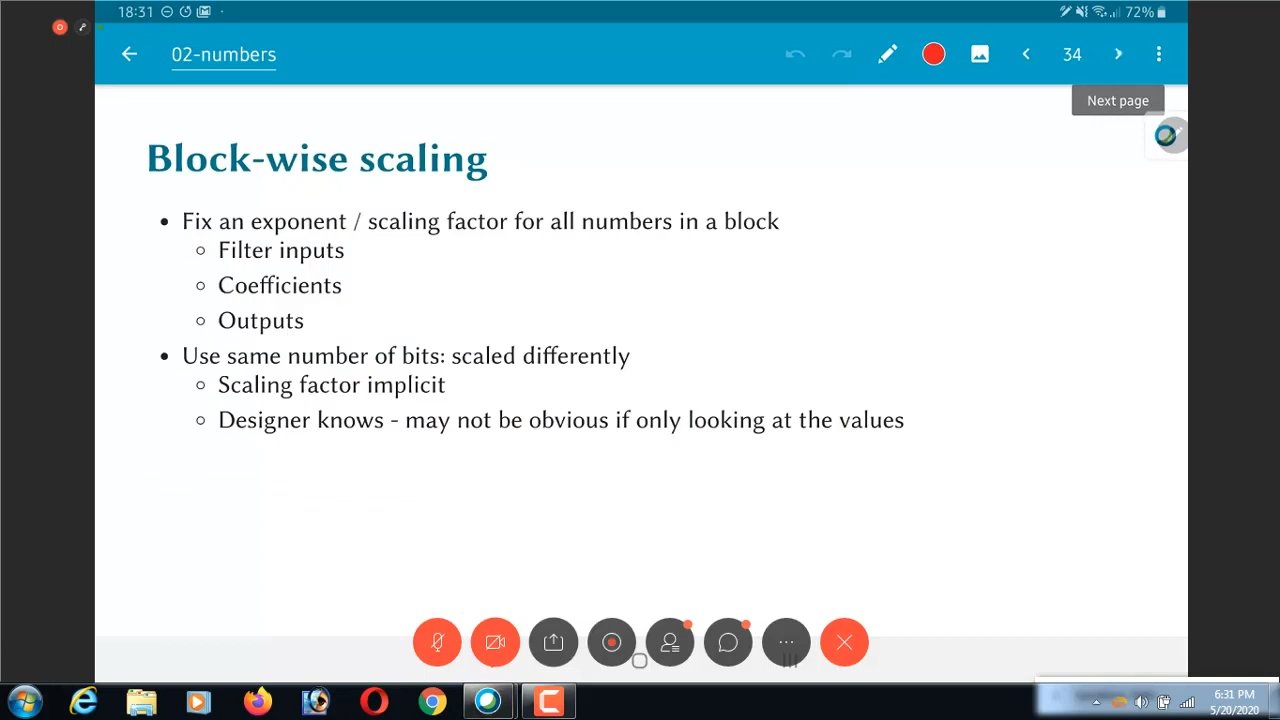 18:31
72%
02-numbers
34
Next page
Block-wise scaling
• Fix an exponent / scaling factor for all numbers in a block
○ Filter inputs
○ Coefficients
○ Outputs
• Use same number of bits: scaled differently
○ Scaling factor implicit
○ Designer knows - may not be obvious if only looking at the values
6:31 PM
5/20/2020